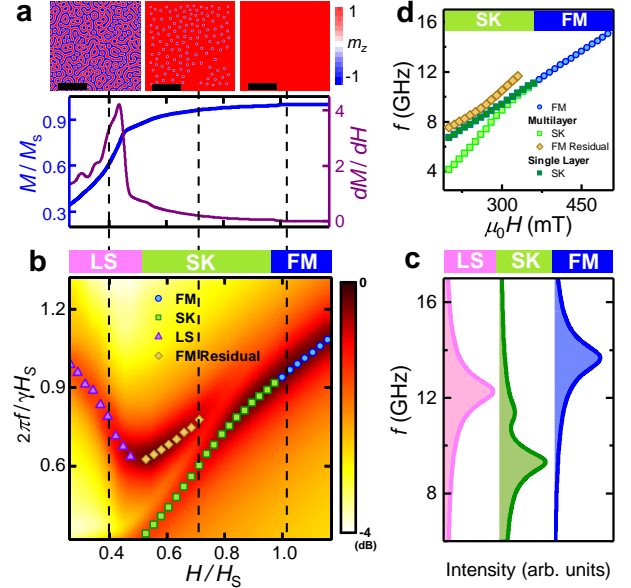 a
1
m_z
-1
0.9
0.6
0.3
M / M_s
4
2
0
dM / dH
b
LS SK FM
1.2
0.9
0.6
2πf/γH_S
FM
SK
LS
FM Residual
0
-4
(dB)
0.4 0.6 0.8 1.0
H / H_S
d
SK FM
16
12
8
4
f (GHz)
FM
Multilayer
SK
FM Residual
Single Layer
SK
150 300 450
μ₀H (mT)
c
LS SK FM
16
12
8
f (GHz)
Intensity (arb. units)